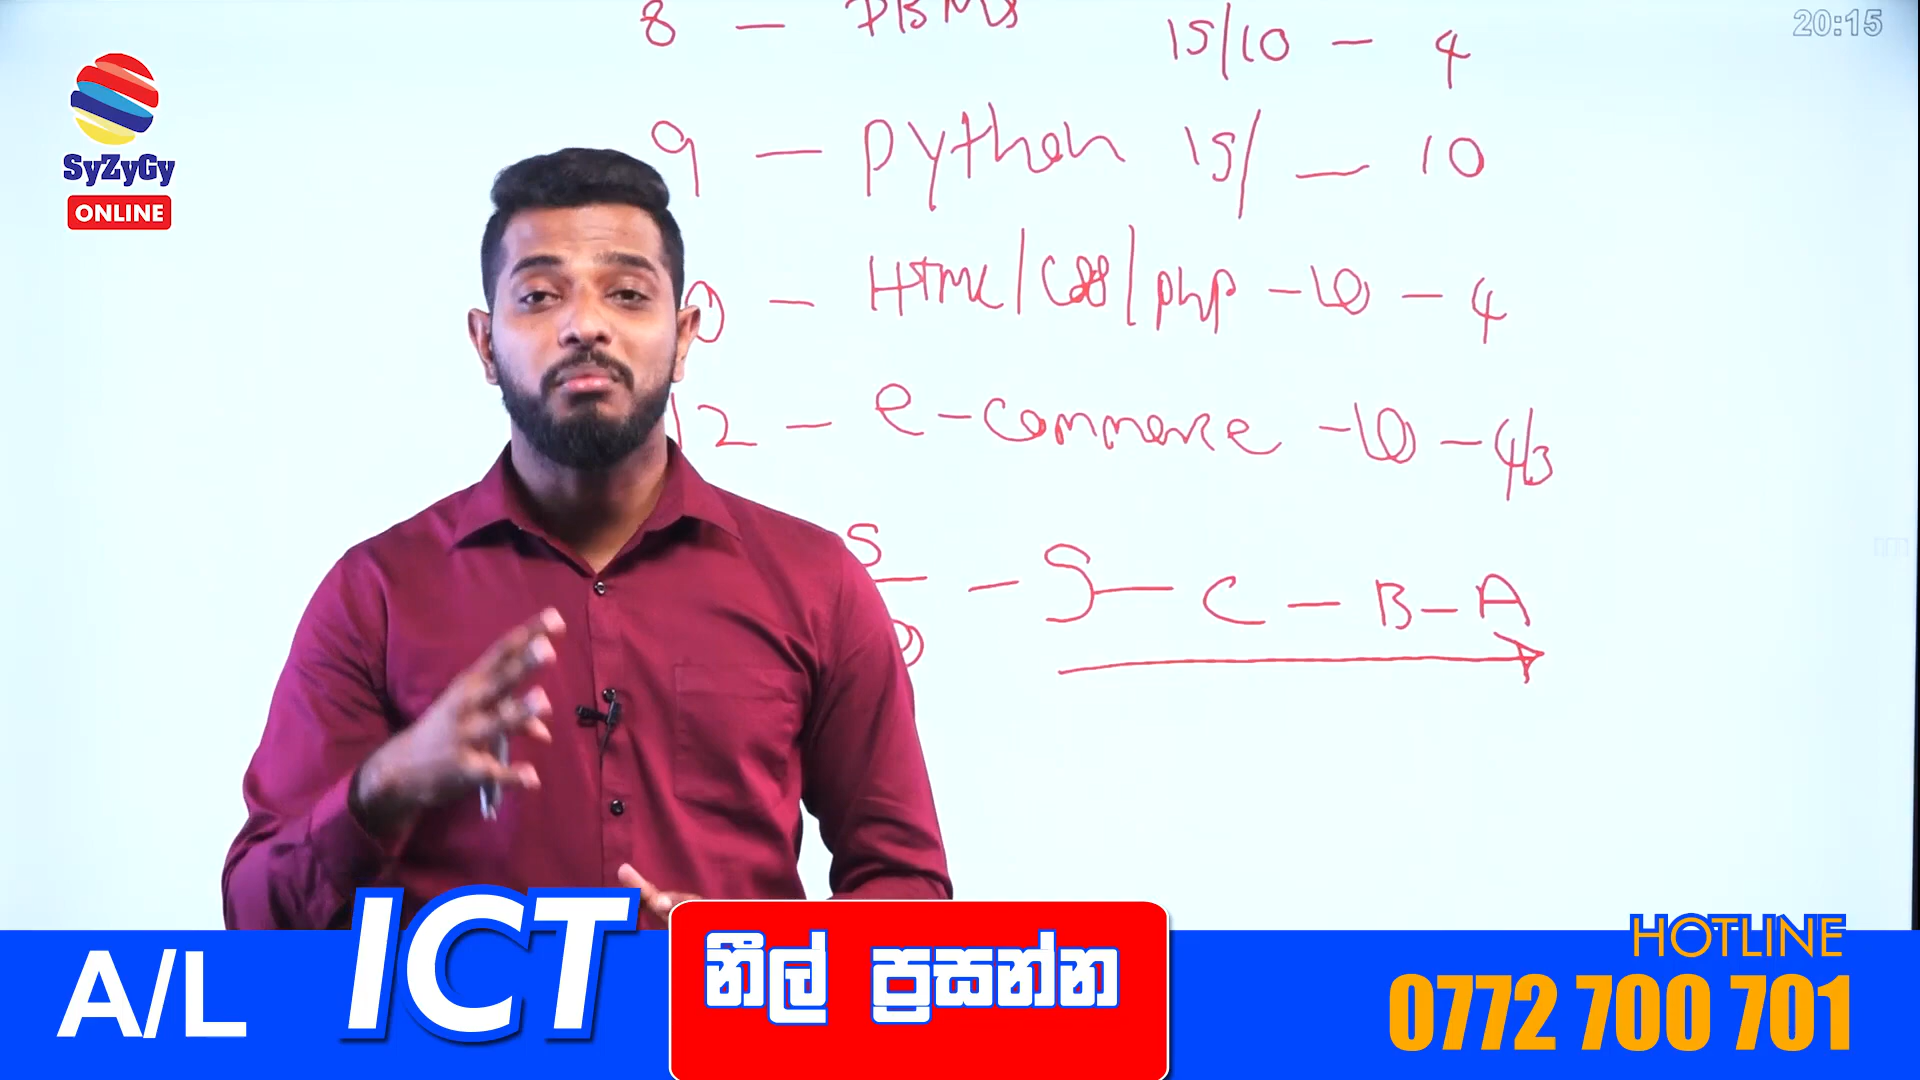 8 — DBMS 15/10 — 4
20:15
SyZyGy
ONLINE
9 — python 15/ — 10
— HTML/CSS/php — 10 — 4
12 — e-commerce — 10 — 4/3
S — S — C — B — A
A/L ICT
නීල් ප්‍රසන්න
HOTLINE
0772 700 701